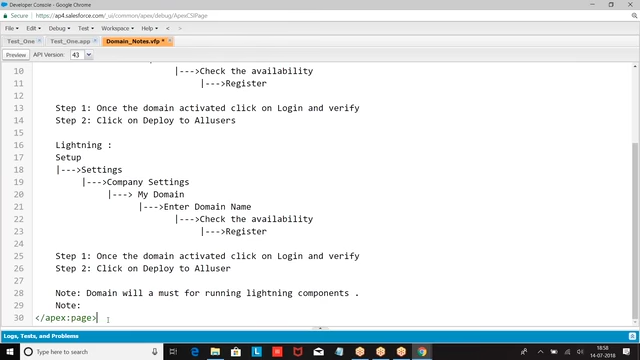 Developer Console - Google Chrome
Secure | https://ap4.salesforce.com/_ui/common/apex/debug/ApexCSIPage
File Edit Debug Test Workspace Help < >
Test_One Test_One.app Domain_Notes.vfp *
Preview API Version: 43
10 |--->Check the availability
11 |--->Register
12
13 Step 1: Once the domain activated click on Login and verify
14 Step 2: Click on Deploy to Allusers
15
16 Lightning :
17 Setup
18 |--->Settings
19 |--->Company Settings
20 |---> My Domain
21 |--->Enter Domain Name
22 |--->Check the availability
23 |--->Register
24
25 Step 1: Once the domain activated click on Login and verify
26 Step 2: Click on Deploy to Alluser
27
28 Note: Domain will a must for running lightning components .
29 Note:
30 </apex:page>
Logs, Tests, and Problems
Type here to search
16:58
14-07-2018